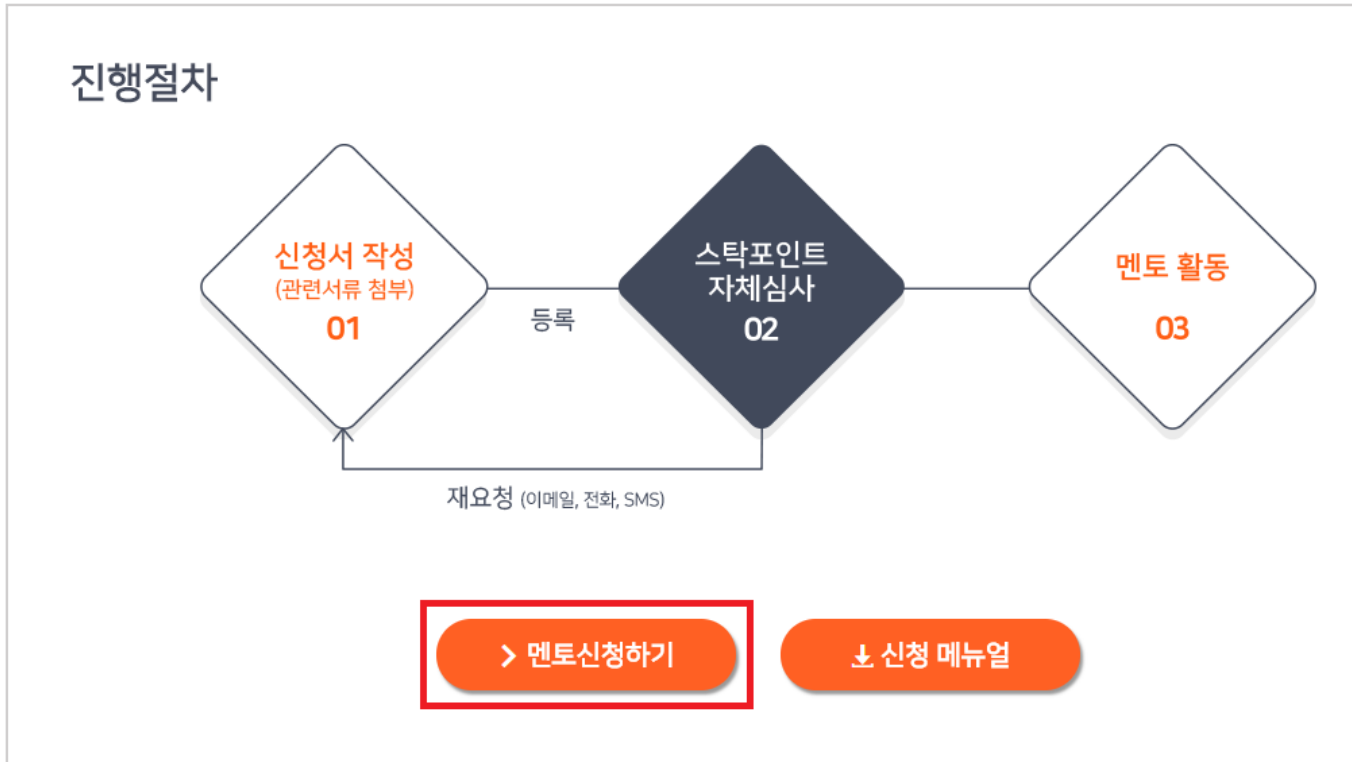 진행절차
신청서 작성
(관련서류 첨부)
01
등록
스탁포인트
자체심사
02
멘토 활동
03
재요청 (이메일, 전화, SMS)
멘토신청하기
신청 메뉴얼